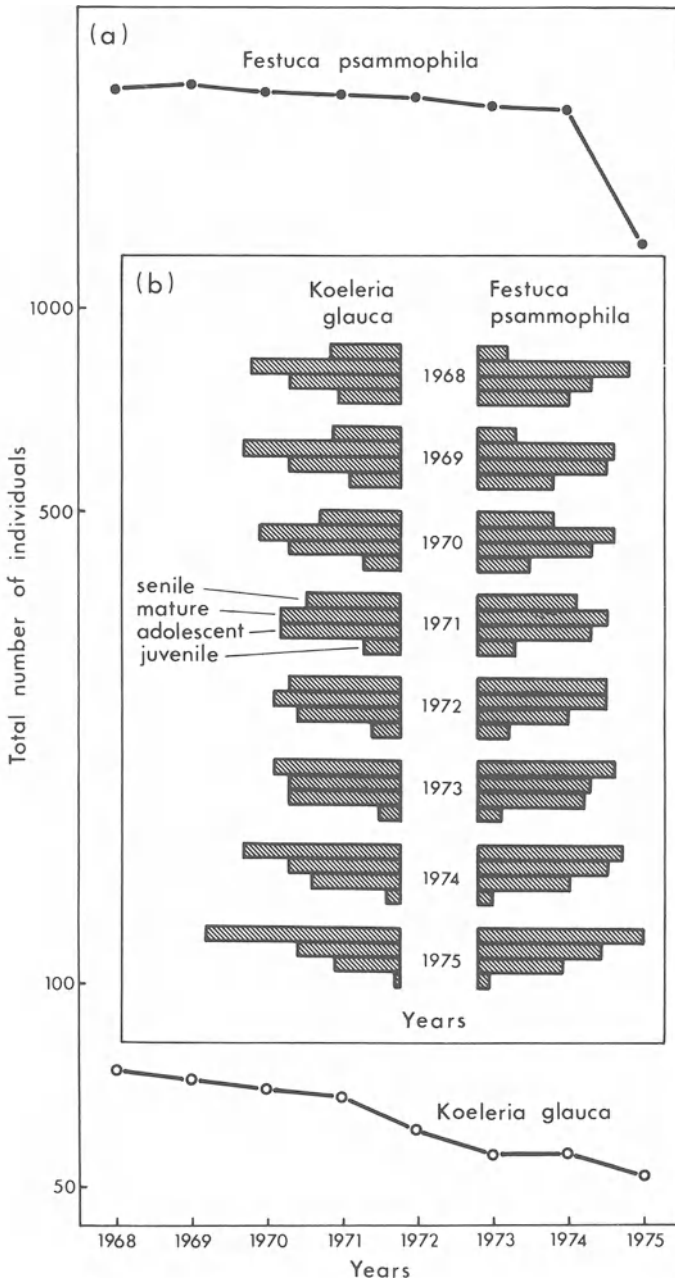 (a)
Festuca psammophila
(b)
Koeleria
glauca
Festuca
psammophila
1000
500
100
50
Total number of individuals
1968
1969
1970
senile
mature
adolescent
juvenile
1971
1972
1973
1974
1975
Years
Koeleria glauca
1968 1969 1970 1971 1972 1973 1974 1975
Years